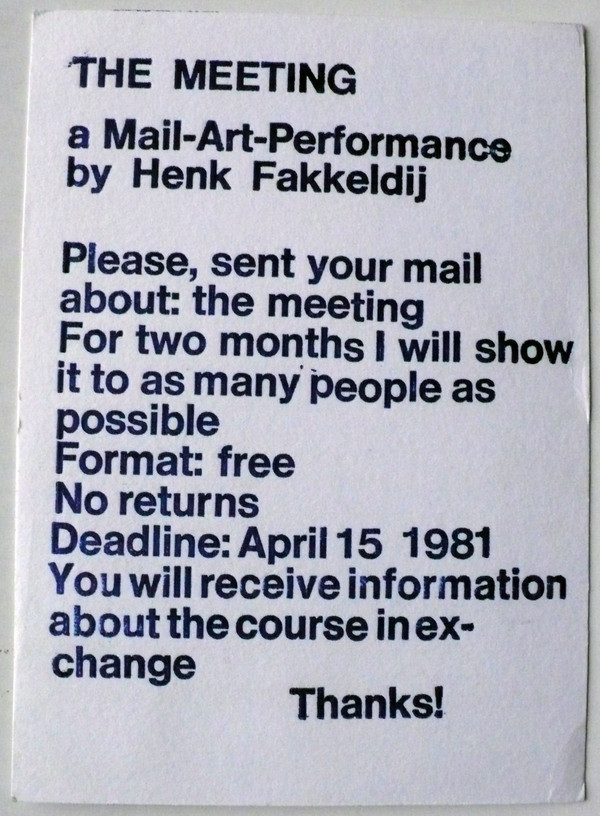 THE MEETING
a Mail-Art-Performance
by Henk Fakkeldij
Please, sent your mail
about: the meeting
For two months I will show
it to as many people as
possible
Format: free
No returns
Deadline: April 15 1981
You will receive information
about the course in ex-
change
Thanks!